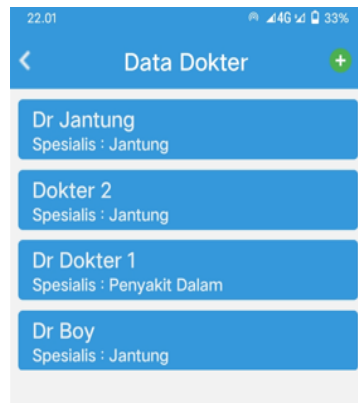 22.01 4G 33%
Data Dokter
Dr Jantung
Spesialis : Jantung
Dokter 2
Spesialis : Jantung
Dr Dokter 1
Spesialis : Penyakit Dalam
Dr Boy
Spesialis : Jantung